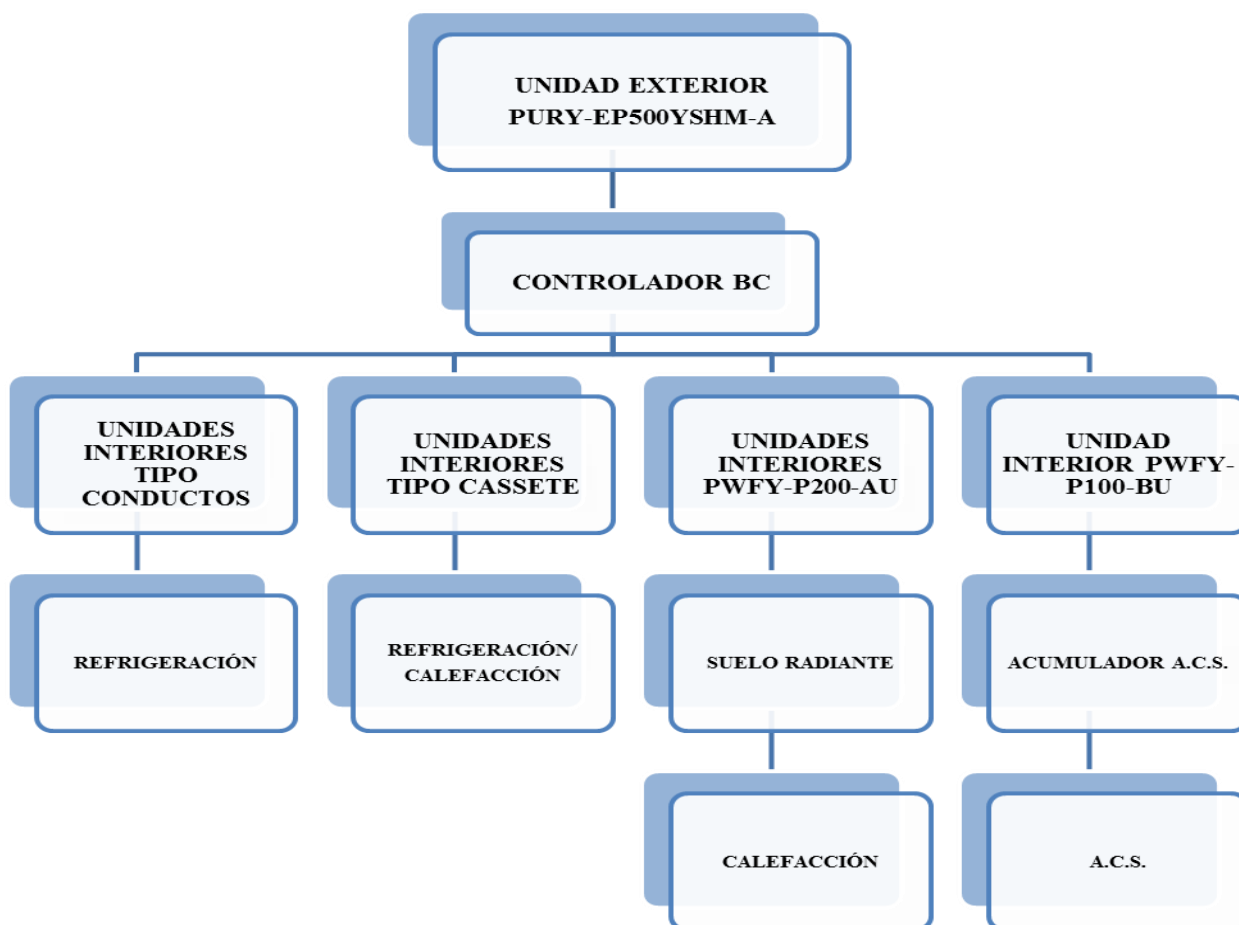 UNIDAD EXTERIOR
PURY-EP500YSHM-A
CONTROLADOR BC
UNIDADES
INTERIORES
TIPO
CONDUCTOS
UNIDADES
INTERIORES
TIPO CASSETE
UNIDADES
INTERIORES
PWFY-P200-AU
UNIDAD
INTERIOR PWFY-
P100-BU
REFRIGERACIÓN
REFRIGERACIÓN/
CALEFACCIÓN
SUELO RADIANTE
ACUMULADOR A.C.S.
CALEFACCIÓN
A.C.S.